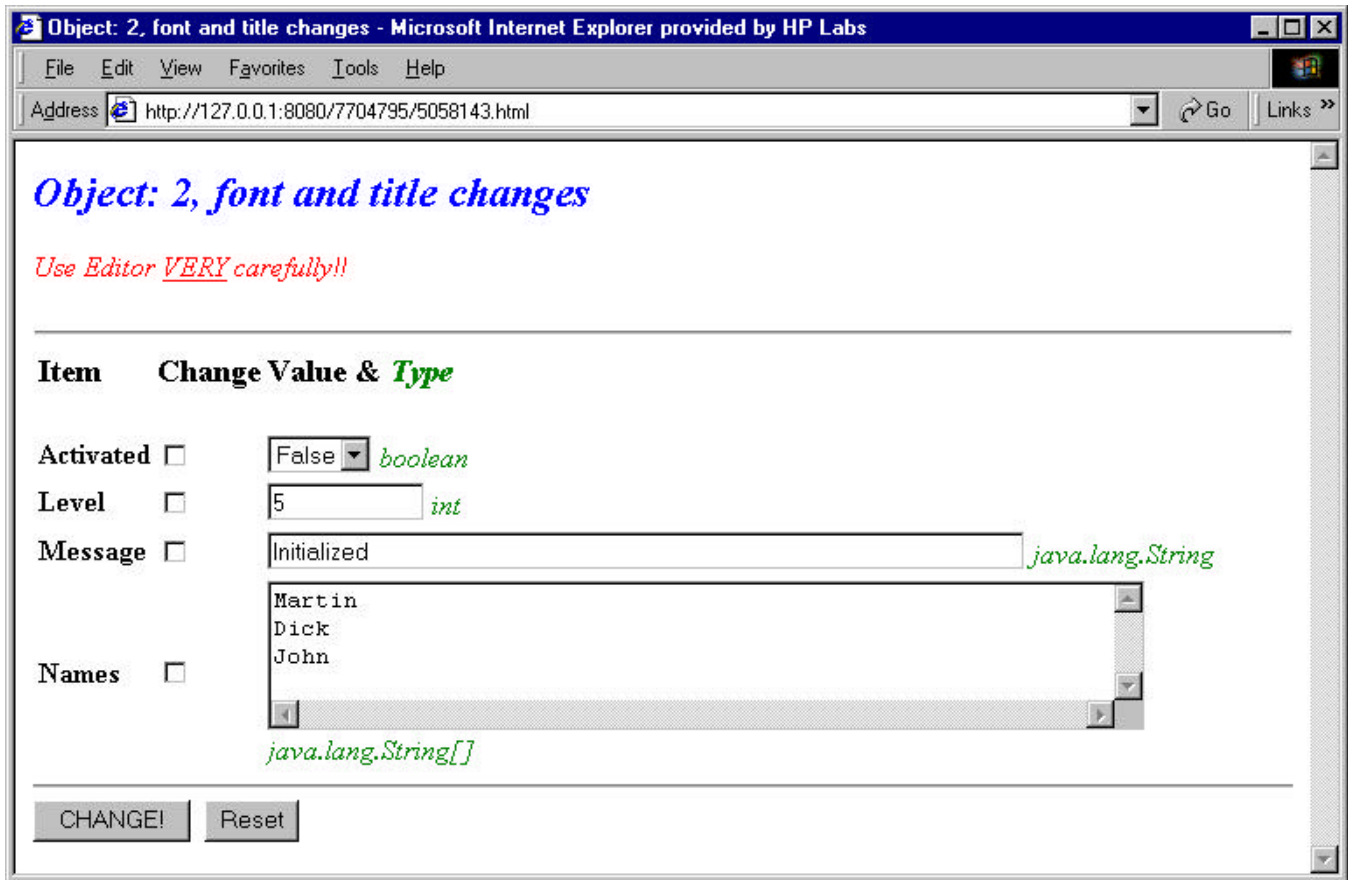 Object: 2, font and title changes - Microsoft Internet Explorer provided by HP Labs
File Edit View Favorites Tools Help
Address http://127.0.0.1:8080/7704795/5058143.html Go Links »
Object: 2, font and title changes
Use Editor VERY carefully!!
Item Change Value & Type
Activated False boolean
Level 5 int
Message Initialized java.lang.String
Martin
Dick
John
Names
java.lang.String[]
CHANGE! Reset